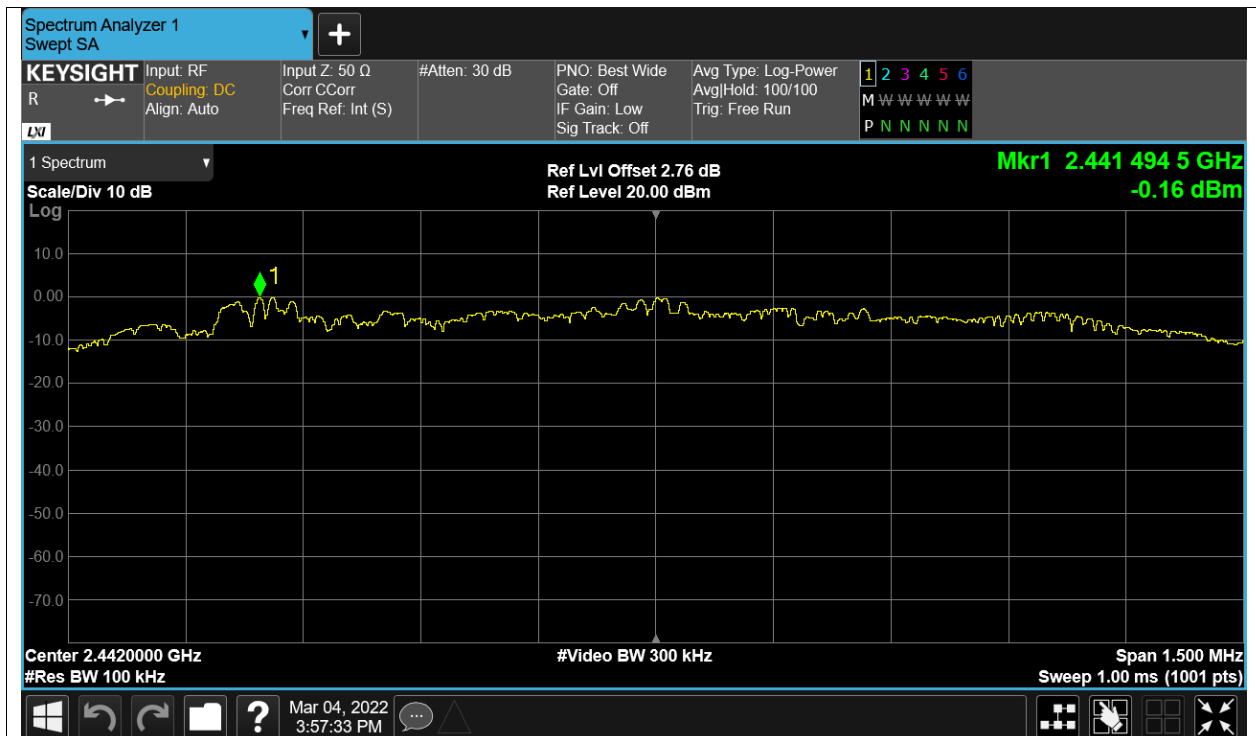 Spectrum Analyzer 1
Swept SA
+
KEYSIGHT
R
LXI
Input: RF
Coupling: DC
Align: Auto
Input Z: 50 Ω
Corr CCorr
Freq Ref: Int (S)
#Atten: 30 dB
PNO: Best Wide
Gate: Off
IF Gain: Low
Sig Track: Off
Avg Type: Log-Power
Avg|Hold: 100/100
Trig: Free Run
1 2 3 4 5 6
M W W W W W
P N N N N N
1 Spectrum
Scale/Div 10 dB
Ref Lvl Offset 2.76 dB
Ref Level 20.00 dBm
Mkr1 2.441 494 5 GHz
-0.16 dBm
Log
10.0
0.00
-10.0
-20.0
-30.0
-40.0
-50.0
-60.0
-70.0
1
Center 2.4420000 GHz
#Res BW 100 kHz
#Video BW 300 kHz
Span 1.500 MHz
Sweep 1.00 ms (1001 pts)
?
Mar 04, 2022
3:57:33 PM